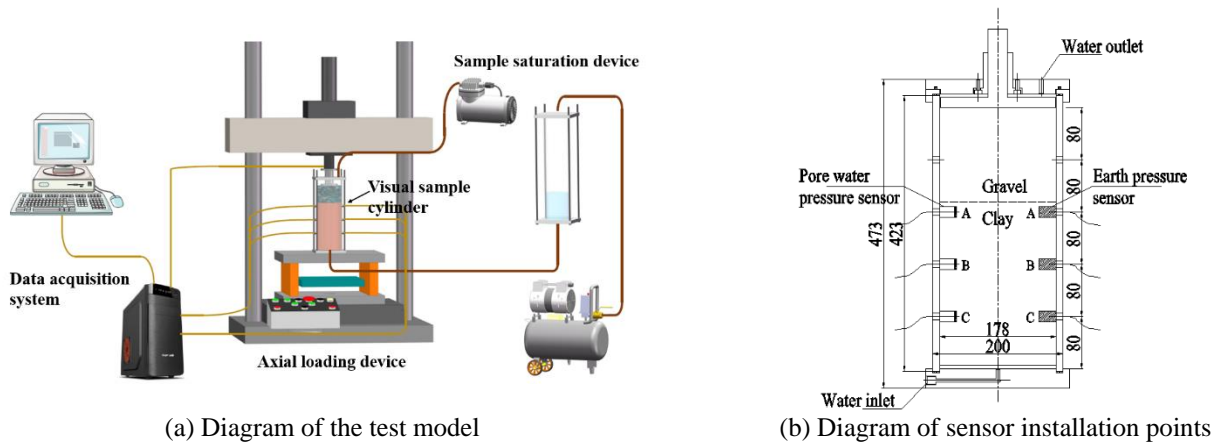 Sample saturation device
Visual sample
cylinder
Data acquisition
system
Axial loading device
(a) Diagram of the test model
Water outlet
80
80
Pore water
pressure sensor
Gravel
Earth pressure
sensor
A
Clay
A
473
423
80
B
B
80
C
C
178
80
200
Water inlet
(b) Diagram of sensor installation points